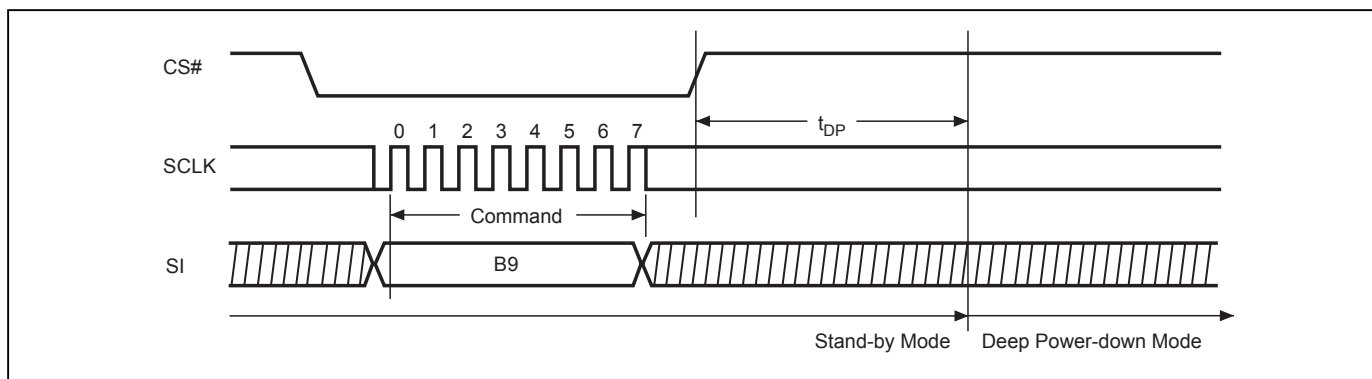 CS#
tDP
0 1 2 3 4 5 6 7
SCLK
Command
SI
B9
Stand-by Mode Deep Power-down Mode